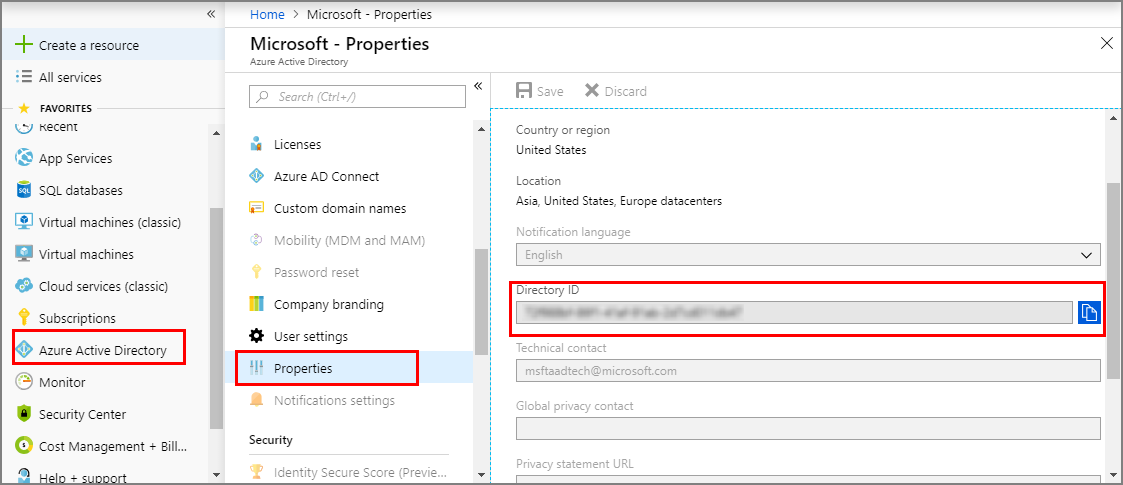 «
Create a resource
All services
FAVORITES
Recent
App Services
SQL databases
Virtual machines (classic)
Virtual machines
Cloud services (classic)
Subscriptions
Azure Active Directory
Monitor
Security Center
Cost Management + Bill...
Help + support
Home > Microsoft - Properties
Microsoft - Properties
Azure Active Directory
Search (Ctrl+/)
«
Licenses
Azure AD Connect
Custom domain names
Mobility (MDM and MAM)
Password reset
Company branding
User settings
Properties
Notifications settings
Security
Identity Secure Score (Previe...
Save
Discard
Country or region
United States
Location
Asia, United States, Europe datacenters
Notification language
English
Directory ID
Technical contact
msftaadtech@microsoft.com
Global privacy contact
Privacy statement URL